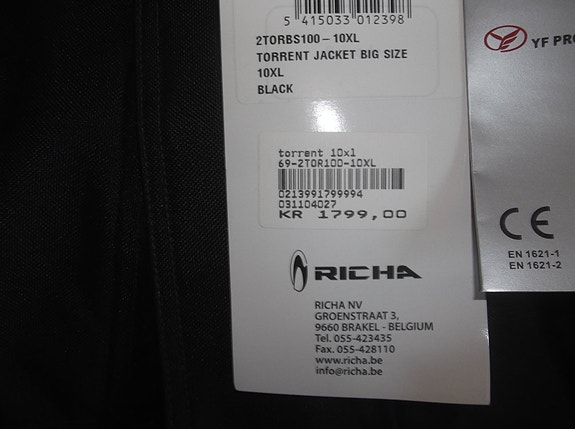 5 415033 012398
2TORBS100-10XL
TORRENT JACKET BIG SIZE
10XL
BLACK
torrent 10xl
69-2TOR100-10XL
0213991799994
031104027
KR 1799,00
RICHA
RICHA NV
GROENSTRAAT 3,
9660 BRAKEL - BELGIUM
Tel. 055-423435
Fax. 055-428110
www.richa.be
info@richa.be
YF PRO
CE
EN 1621-1
EN 1621-2